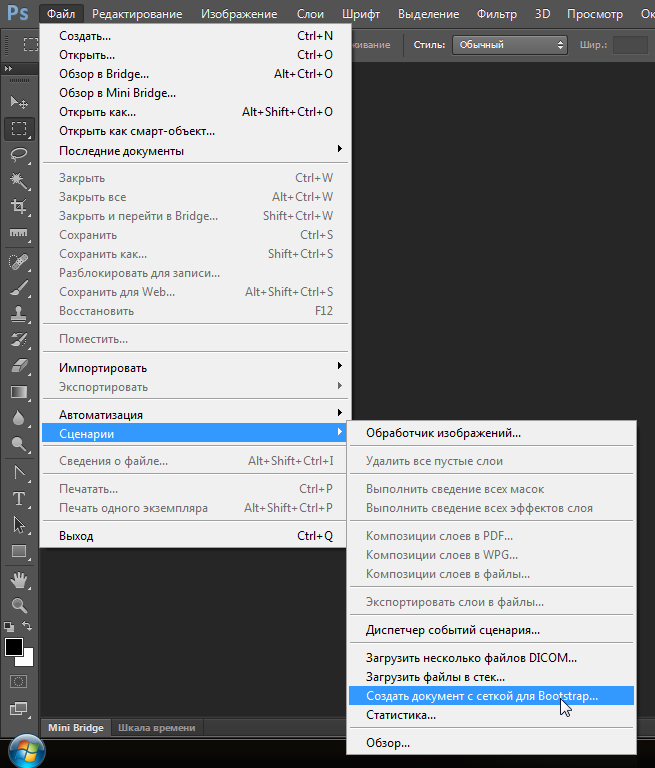 Ps Файл Редактирование Изображение Слои Шрифт Выделение Фильтр 3D Просмотр
Стиль: Обычный Шир.:
Создать... Ctrl+N
Открыть... Ctrl+O
Обзор в Bridge... Alt+Ctrl+O
Обзор в Mini Bridge...
Открыть как... Alt+Shift+Ctrl+O
Открыть как смарт-объект...
Последние документы
Закрыть Ctrl+W
Закрыть все Alt+Ctrl+W
Закрыть и перейти в Bridge... Shift+Ctrl+W
Сохранить Ctrl+S
Сохранить как... Shift+Ctrl+S
Разблокировать для записи...
Сохранить для Web... Alt+Shift+Ctrl+S
Восстановить F12
Поместить...
Импортировать
Экспортировать
Автоматизация
Сценарии
Сведения о файле... Alt+Shift+Ctrl+I
Печатать... Ctrl+P
Печать одного экземпляра Alt+Shift+Ctrl+P
Выход Ctrl+Q
Обработчик изображений...
Удалить все пустые слои
Выполнить сведение всех масок
Выполнить сведение всех эффектов слоя
Композиции слоев в PDF...
Композиции слоев в WPG...
Композиции слоев в файлы...
Экспортировать слои в файлы...
Диспетчер событий сценария...
Загрузить несколько файлов DICOM...
Загрузить файлы в стек...
Создать документ с сеткой для Bootstrap...
Статистика...
Обзор...
Mini Bridge Шкала времени